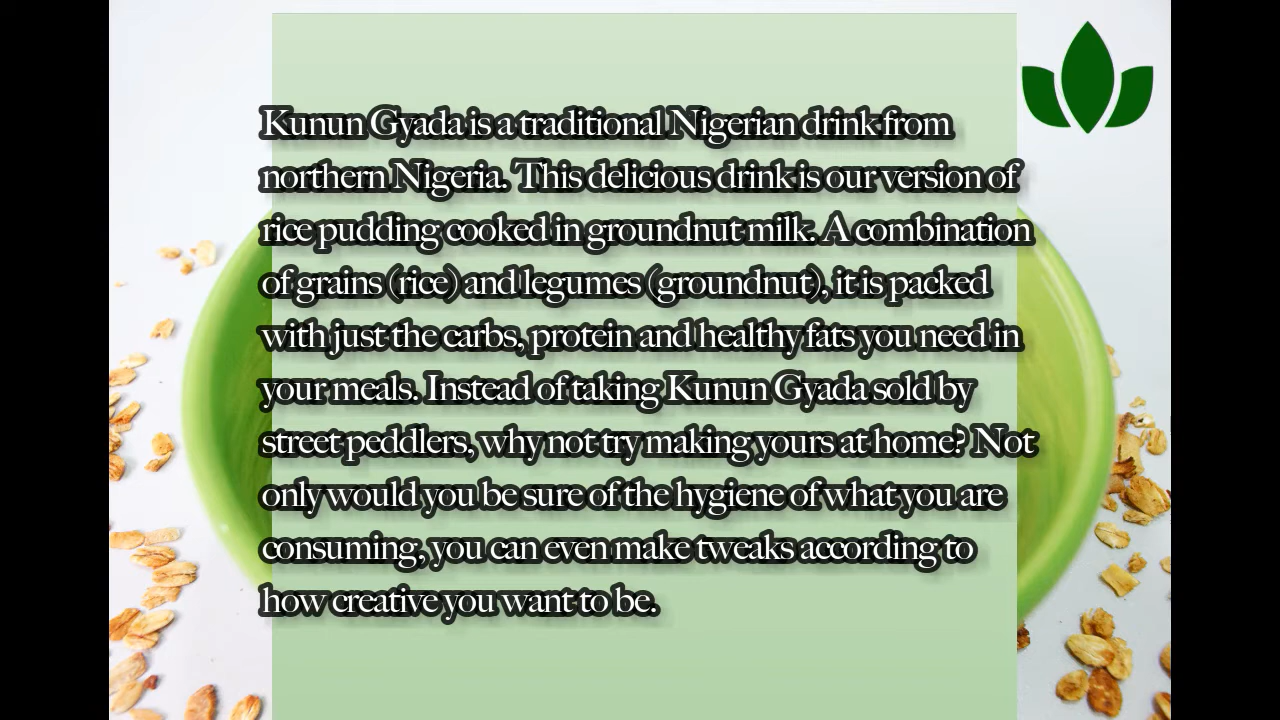 Kunun Gyada is a traditional Nigerian drink from
northern Nigeria. This delicious drink is our version of
rice pudding cooked in groundnut milk. A combination
of grains (rice) and legumes (groundnut), it is packed
with just the carbs, protein and healthy fats you need in
your meals. Instead of taking Kunun Gyada sold by
street peddlers, why not try making yours at home? Not
only would you be sure of the hygiene of what you are
consuming, you can even make tweaks according to
how creative you want to be.